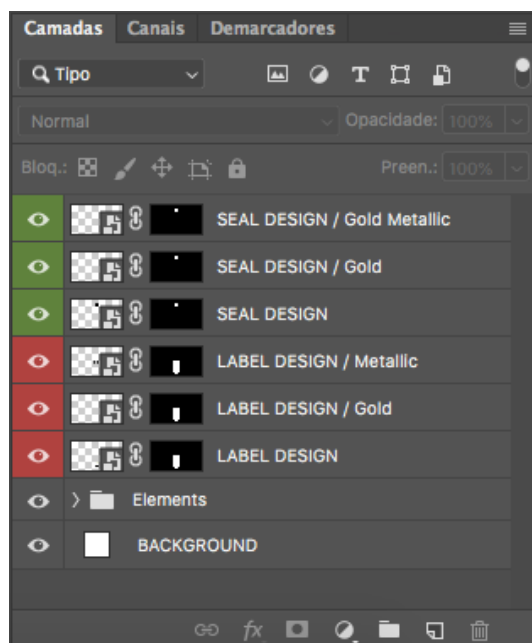 Camadas Canais Demarcadores
Tipo
Normal Opacidade: 100%
Bloq.: Preen.: 100%
SEAL DESIGN / Gold Metallic
SEAL DESIGN / Gold
SEAL DESIGN
LABEL DESIGN / Metallic
LABEL DESIGN / Gold
LABEL DESIGN
Elements
BACKGROUND
fx